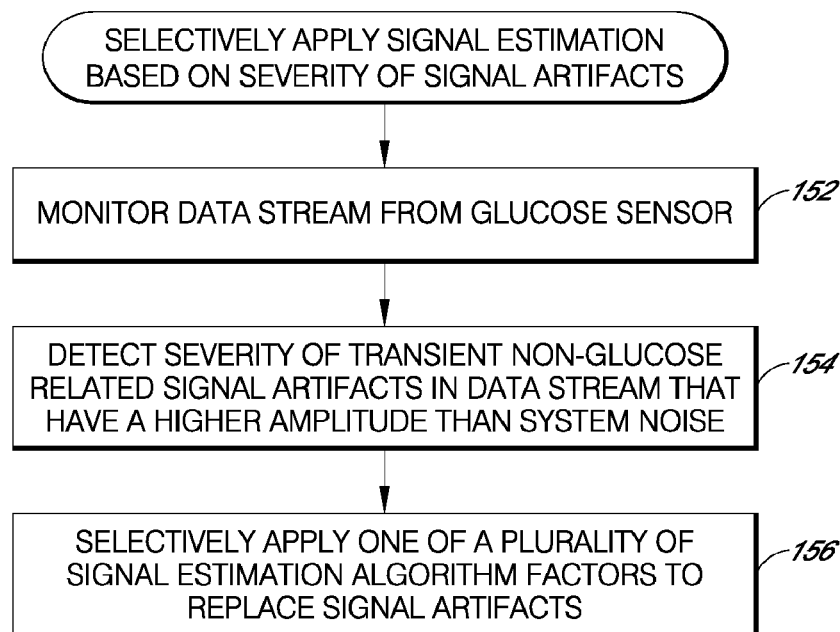 SELECTIVELY APPLY SIGNAL ESTIMATION
BASED ON SEVERITY OF SIGNAL ARTIFACTS
MONITOR DATA STREAM FROM GLUCOSE SENSOR
152
DETECT SEVERITY OF TRANSIENT NON-GLUCOSE
RELATED SIGNAL ARTIFACTS IN DATA STREAM THAT
HAVE A HIGHER AMPLITUDE THAN SYSTEM NOISE
154
SELECTIVELY APPLY ONE OF A PLURALITY OF
SIGNAL ESTIMATION ALGORITHM FACTORS TO
REPLACE SIGNAL ARTIFACTS
156